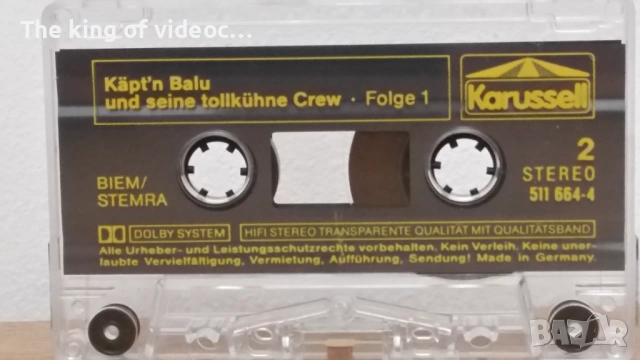 The king of videoc...
Käpt'n Balu
und seine tollkühne Crew · Folge 1
Karussell
2
STEREO
511 664-4
BIEM/
STEMRA
DOLBY SYSTEM
HIFI STEREO TRANSPARENTE QUALITÄT MIT QUALITÄTSBAND
Alle Urheber- und Leistungsschutzrechte vorbehalten. Kein Verleih. Keine uner-
laubte Vervielfältigung, Vermietung, Aufführung, Sendung! Made in Germany.
BAZAR